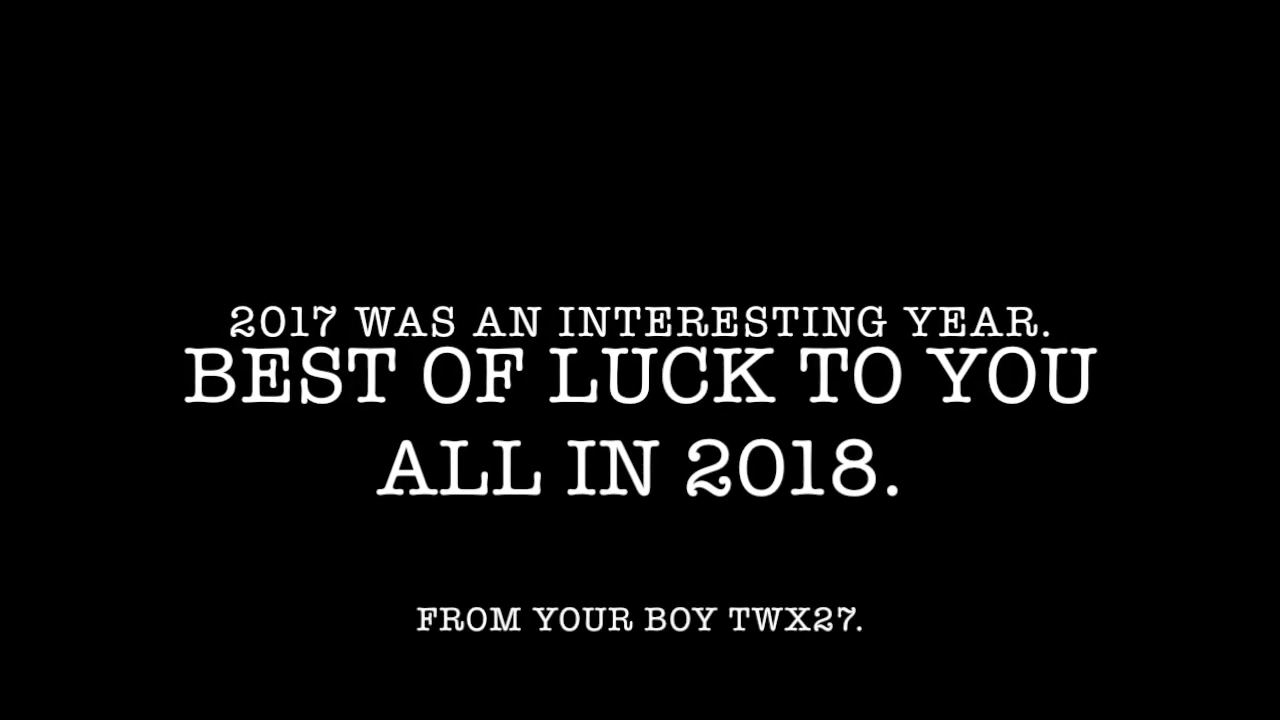 2017 WAS AN INTERESTING YEAR.
BEST OF LUCK TO YOU
ALL IN 2018.
FROM YOUR BOY TWX27.